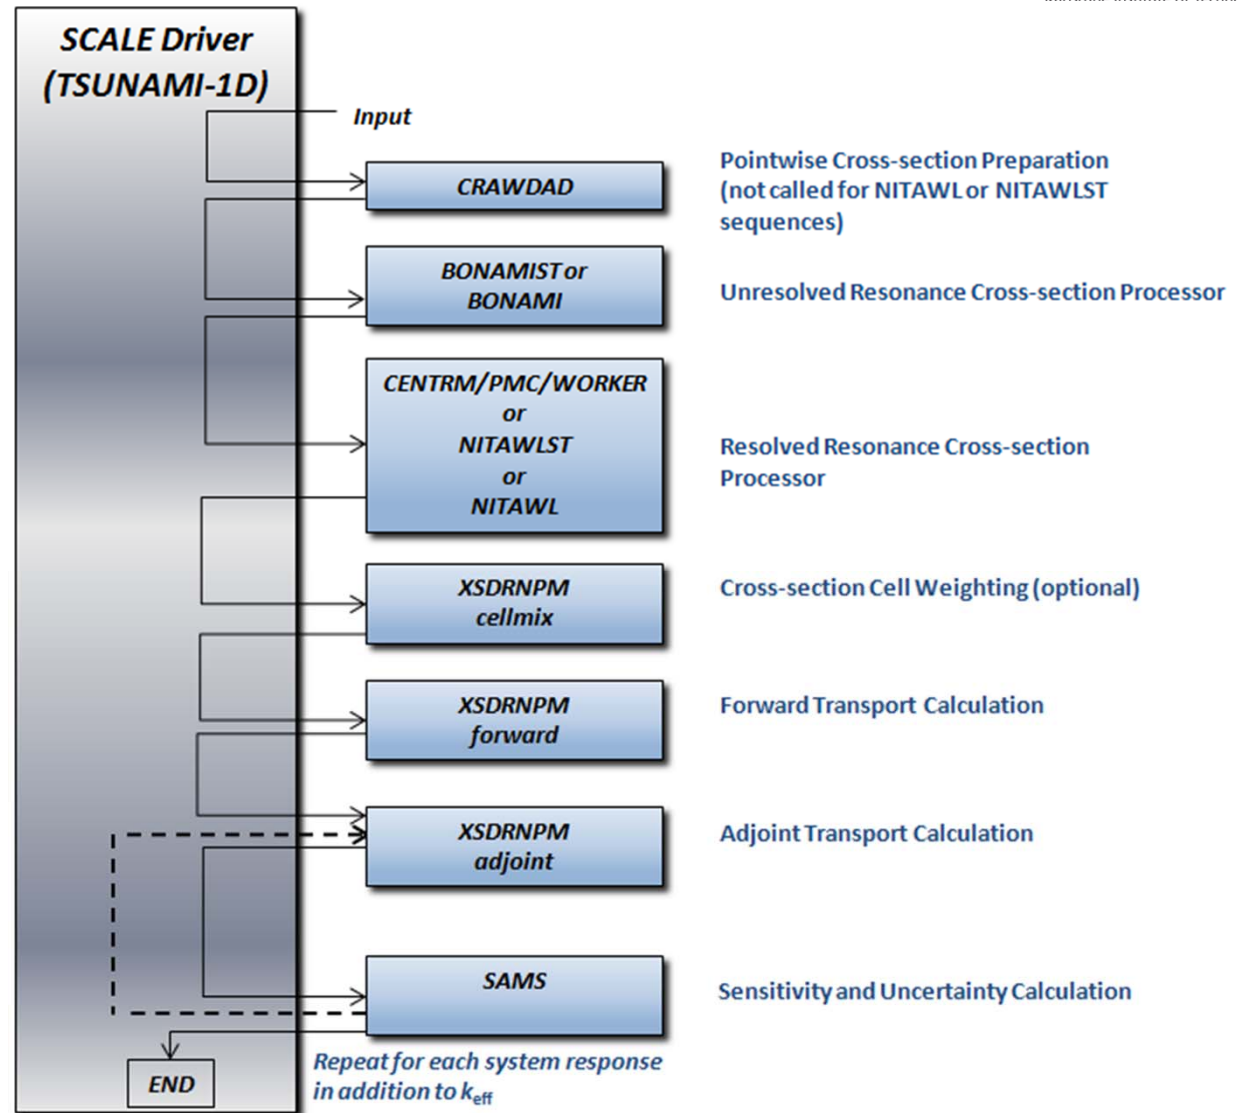 SCALE Driver
(TSUNAMI-1D)
Input
CRAWDAD
Pointwise Cross-section Preparation
(not called for NITAWL or NITAWLST
sequences)
BONAMIST or
BONAMI
Unresolved Resonance Cross-section Processor
CENTRM/PMC/WORKER
or
NITAWLST
or
NITAWL
Resolved Resonance Cross-section
Processor
XSDRNPM
cellmix
Cross-section Cell Weighting (optional)
XSDRNPM
forward
Forward Transport Calculation
XSDRNPM
adjoint
Adjoint Transport Calculation
SAMS
Sensitivity and Uncertainty Calculation
END
Repeat for each system response
in addition to keff